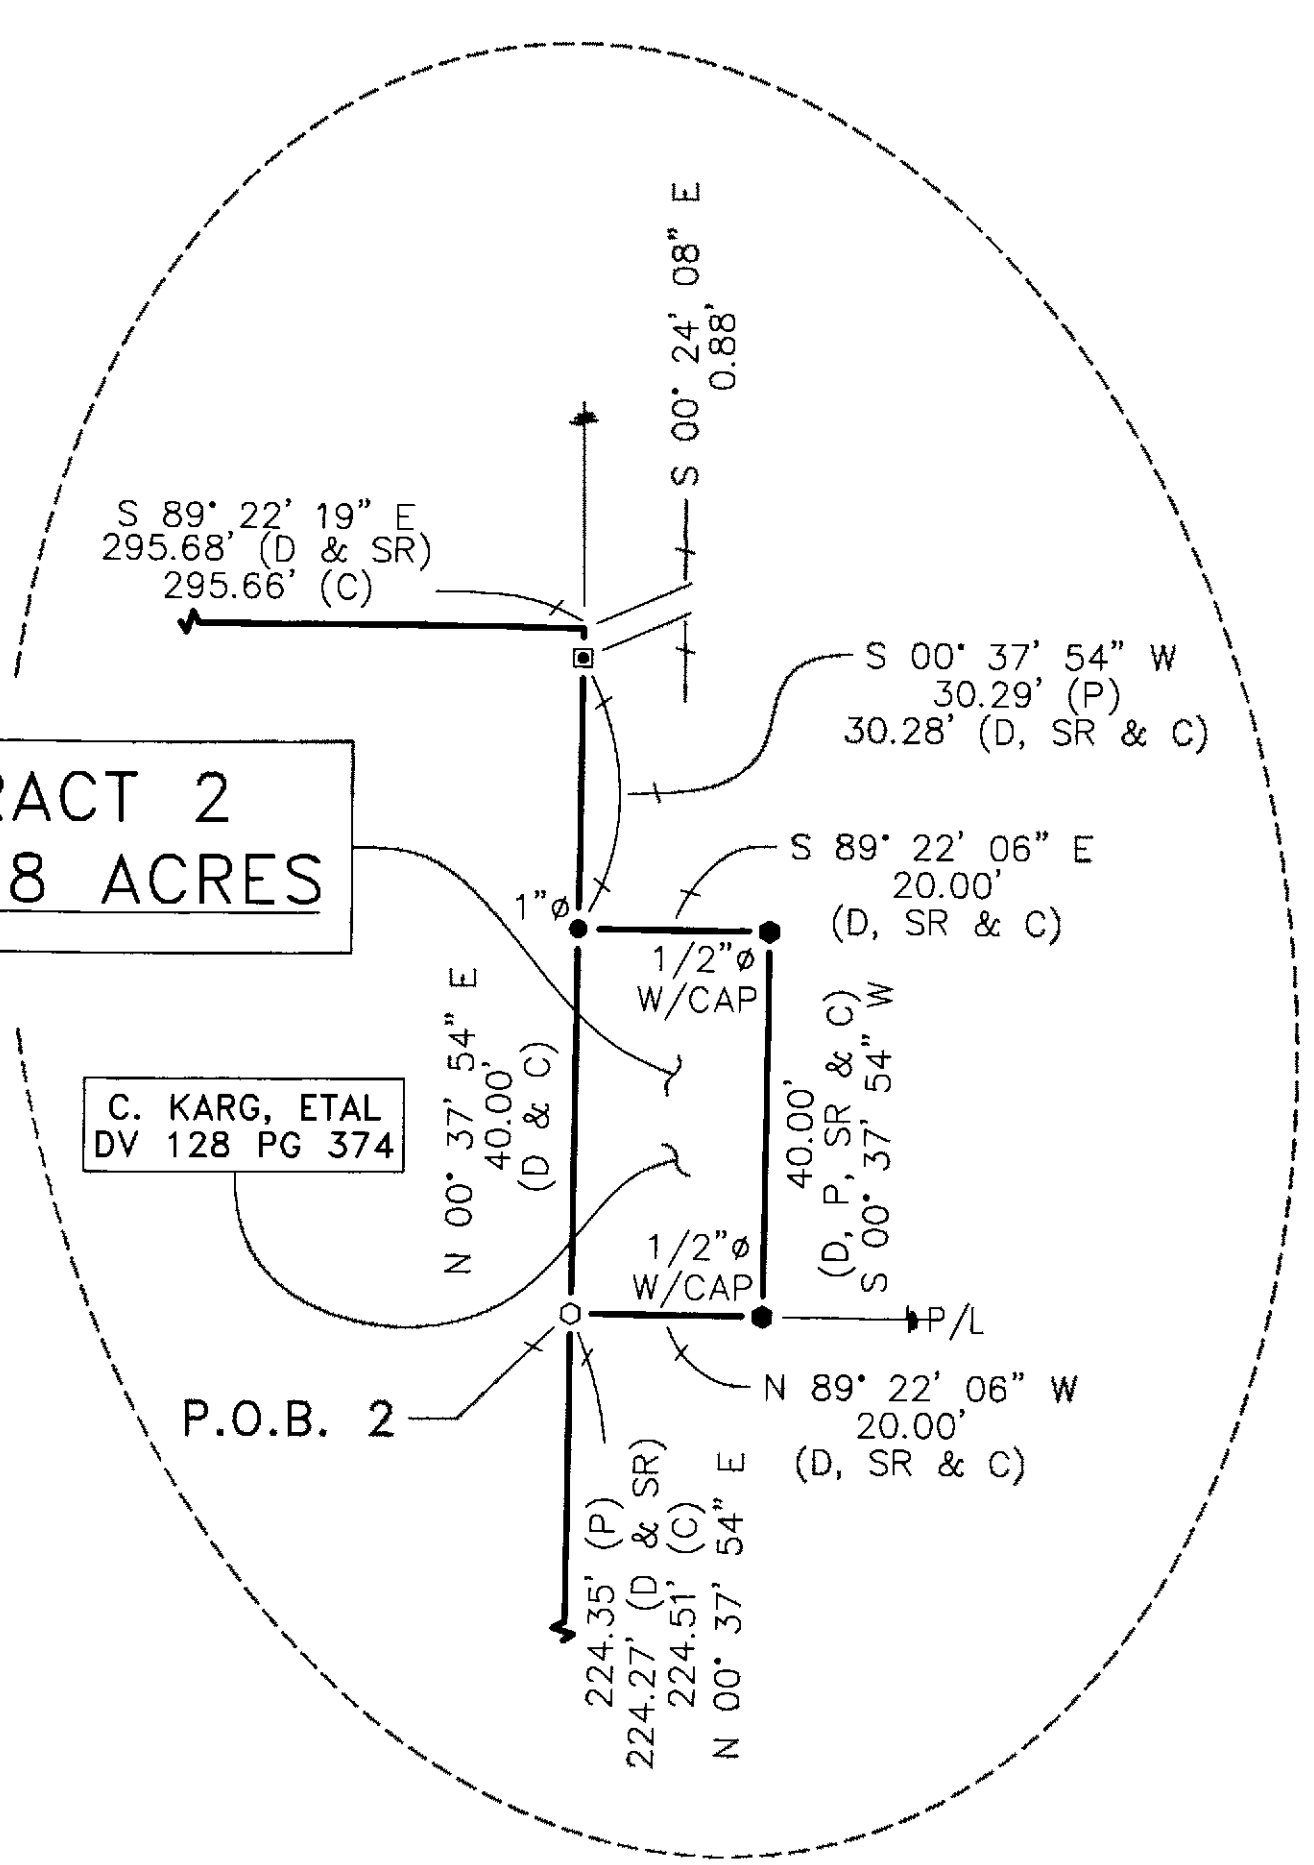 S 00° 24' 08" E
0.88'
S 89° 22' 19" E
295.68' (D & SR)
295.66' (C)
S 00° 37' 54" W
30.29' (P)
30.28' (D, SR & C)
RACT 2
8 ACRES
S 89° 22' 06" E
20.00'
(D, SR & C)
1"ø
1/2"ø
W/CAP
N 00° 37' 54" E
40.00'
(D & C)
40.00'
(D, P, SR & C)
S 00° 37' 54" W
C. KARG, ETAL
DV 128 PG 374
1/2"ø
W/CAP
P/L
P.O.B. 2
N 89° 22' 06" W
20.00'
(D, SR & C)
224.35' (P)
224.27' (D & SR)
224.51' (C)
N 00° 37' 54" E